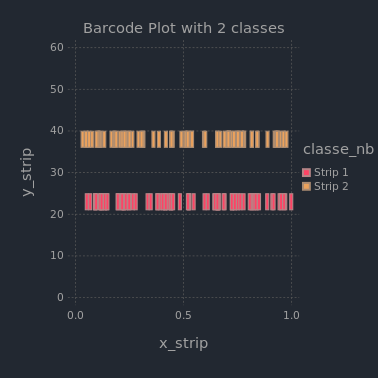 Barcode Plot with 2 classes
60
50
40
30
20
10
0
0.0
0.5
1.0
x_strip
y_strip
classe_nb
Strip 1
Strip 2